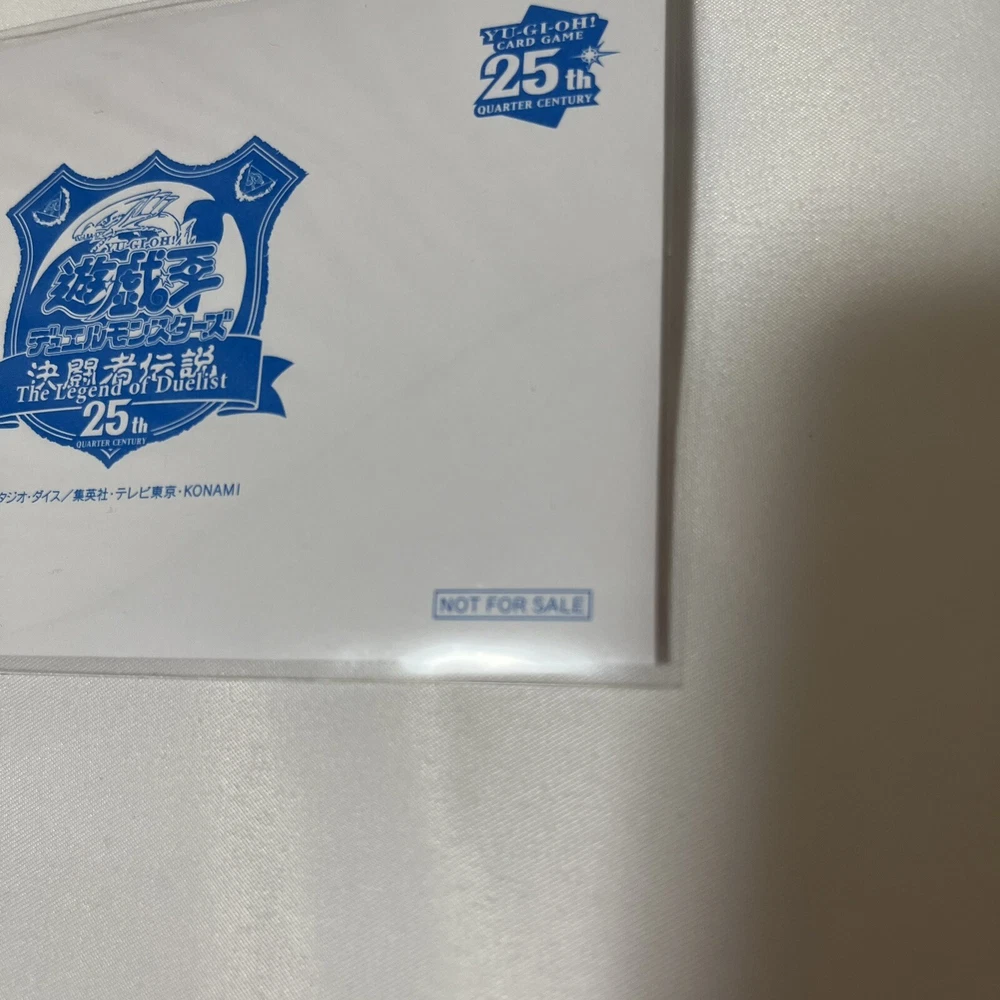 YU-GI-OH!
CARD GAME
25th
QUARTER CENTURY
YU-GI-OH!
遊戯王
デュエルモンスターズ
決闘者伝説
The Legend of Duelist
25th
QUARTER CENTURY
タジオ・ダイス/集英社・テレビ東京・KONAMI
NOT FOR SALE